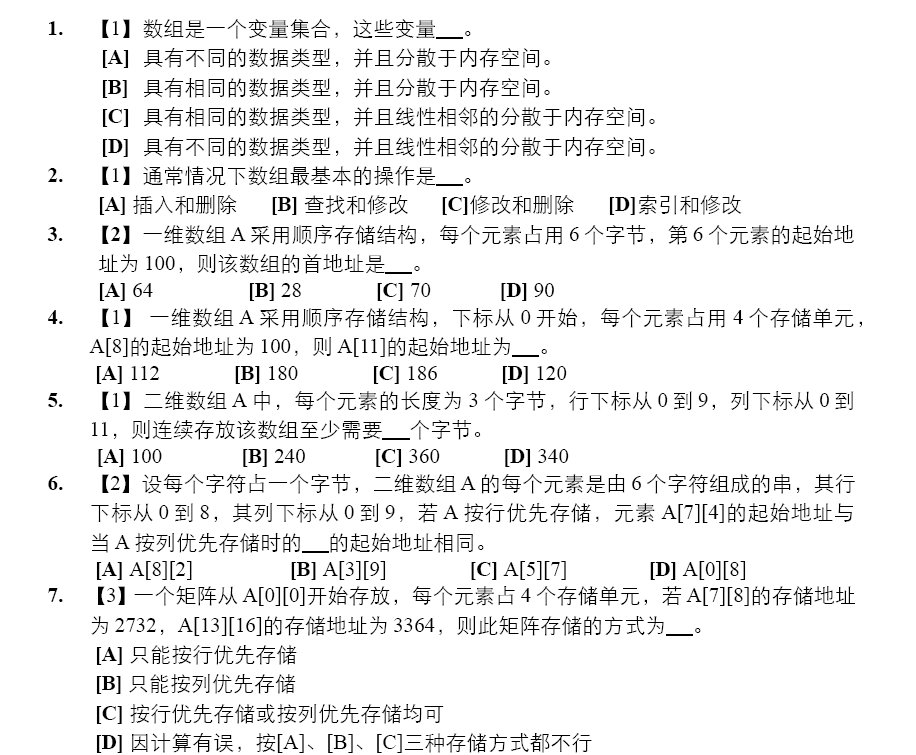 1. 【1】数组是一个变量集合，这些变量___。
[A] 具有不同的数据类型，并且分散于内存空间。
[B] 具有相同的数据类型，并且分散于内存空间。
[C] 具有相同的数据类型，并且线性相邻的分散于内存空间。
[D] 具有不同的数据类型，并且线性相邻的分散于内存空间。
2. 【1】通常情况下数组最基本的操作是___。
[A] 插入和删除 [B] 查找和修改 [C]修改和删除 [D]索引和修改
3. 【2】一维数组 A 采用顺序存储结构，每个元素占用 6 个字节，第 6 个元素的起始地
址为 100，则该数组的首地址是___。
[A] 64 [B] 28 [C] 70 [D] 90
4. 【1】 一维数组 A 采用顺序存储结构，下标从 0 开始，每个元素占用 4 个存储单元，
A[8]的起始地址为 100，则 A[11]的起始地址为___。
[A] 112 [B] 180 [C] 186 [D] 120
5. 【1】二维数组 A 中，每个元素的长度为 3 个字节，行下标从 0 到 9，列下标从 0 到
11，则连续存放该数组至少需要___个字节。
[A] 100 [B] 240 [C] 360 [D] 340
6. 【2】设每个字符占一个字节，二维数组 A 的每个元素是由 6 个字符组成的串，其行
下标从 0 到 8，其列下标从 0 到 9，若 A 按行优先存储，元素 A[7][4]的起始地址与
当 A 按列优先存储时的___的起始地址相同。
[A] A[8][2] [B] A[3][9] [C] A[5][7] [D] A[0][8]
7. 【3】一个矩阵从 A[0][0]开始存放，每个元素占 4 个存储单元，若 A[7][8]的存储地址
为 2732，A[13][16]的存储地址为 3364，则此矩阵存储的方式为___。
[A] 只能按行优先存储
[B] 只能按列优先存储
[C] 按行优先存储或按列优先存储均可
[D] 因计算有误，按[A]、[B]、[C]三种存储方式都不行